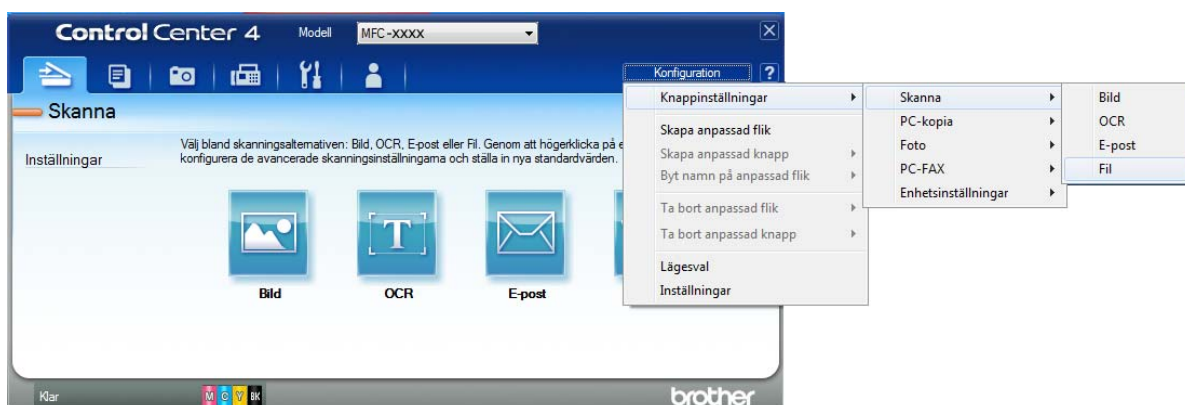 Control Center 4 Modell MFC-XXXX
Konfiguration ?
Skanna
Inställningar
Välj bland skanningsalternativen: Bild, OCR, E-post eller Fil. Genom att högerklicka på
konfigurera de avancerade skanningsinställningarna och ställa in nya standardvärden.
T
Bild OCR E-post
Knappinställningar
Skapa anpassad flik
Skapa anpassad knapp
Byt namn på anpassad flik
Ta bort anpassad flik
Ta bort anpassad knapp
Lägesval
Inställningar
Skanna
PC-kopia
Foto
PC-FAX
Enhetsinställningar
Bild
OCR
E-post
Fil
Klar M C Y BK brother